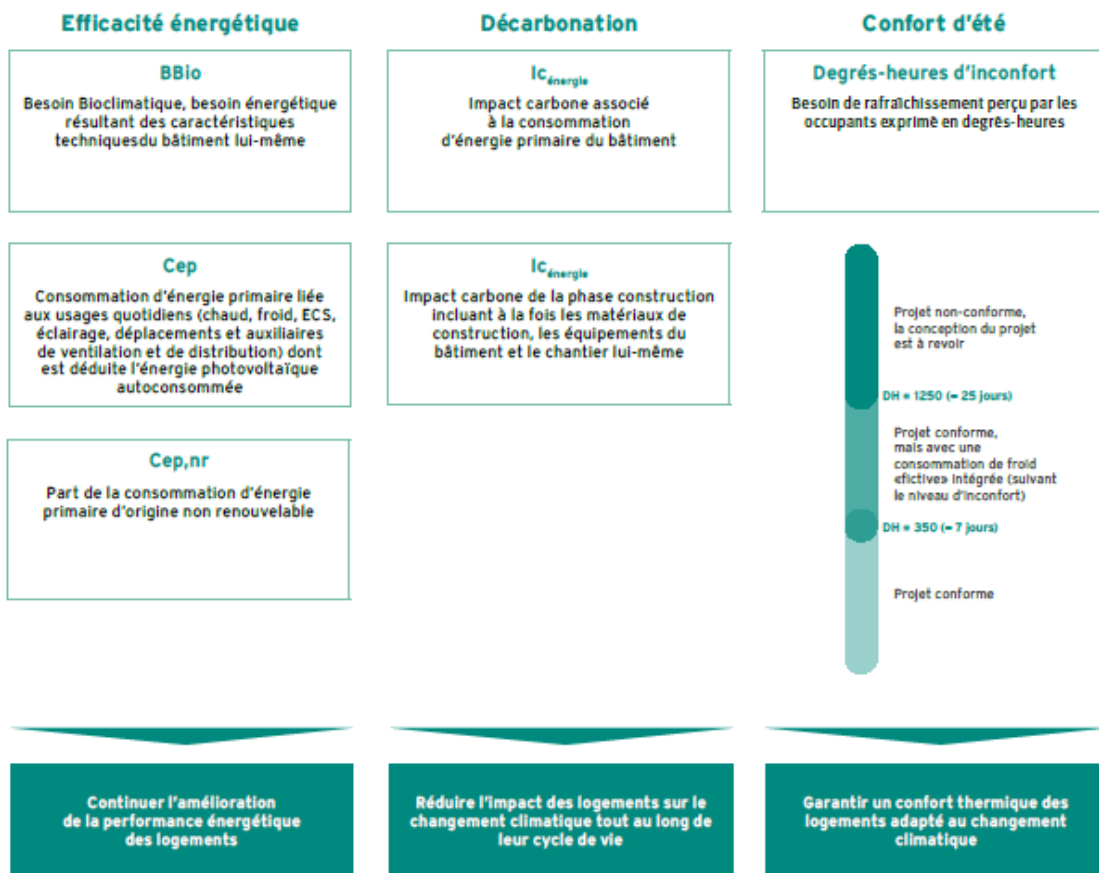 Efficacité énergétique
BBio
Besoin Bioclimatique, besoin énergétique
résultant des caractéristiques
techniquesdu bâtiment lui-même
Cep
Consommation d'énergie primaire liée
aux usages quotidiens (chaud, froid, ECS,
éclairage, déplacements et auxiliaires
de ventilation et de distribution) dont
est déduite l'énergie photovoltaïque
autoconsommée
Cep,nr
Part de la consommation d'énergie
primaire d'origine non renouvelable
Continuer l'amélioration
de la performance énergétique
des logements
Décarbonation
Ic énergie
Impact carbone associé
à la consommation
d'énergie primaire du bâtiment
Ic énergie
Impact carbone de la phase construction
incluant à la fois les matériaux de
construction, les équipements du
bâtiment et le chantier lui-même
Réduire l'impact des logements sur le
changement climatique tout au long de
leur cycle de vie
Confort d'été
Degrés-heures d'inconfort
Besoin de rafraîchissement perçu par les
occupants exprimé en degrés-heures
Projet non-conforme,
la conception du projet
est à revoir
DH = 1250 (= 25 jours)
Projet conforme,
mais avec une
consommation de froid
«fictive» intégrée (suivant
le niveau d'inconfort)
DH = 350 (= 7 jours)
Projet conforme
Garantir un confort thermique des
logements adapté au changement
climatique